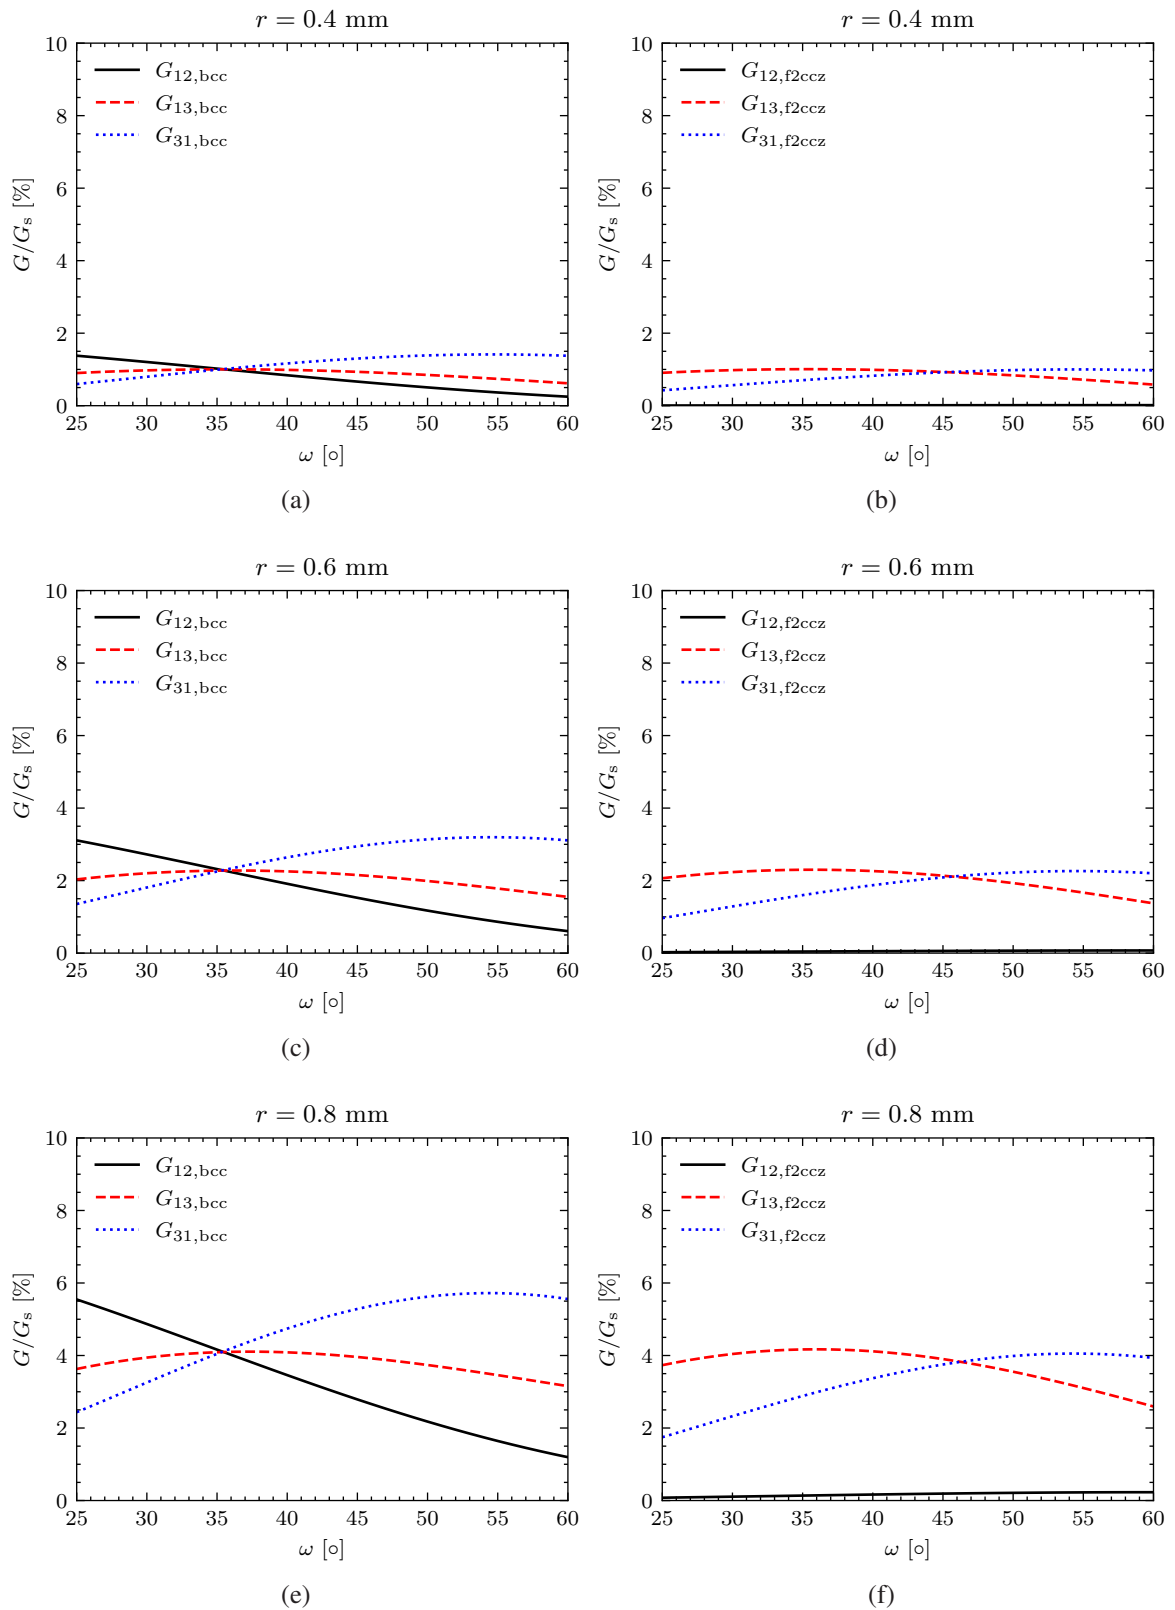 r = 0.4 mm
10
8
6
4
2
0
G/Gs [%]
G12,bcc
G13,bcc
G31,bcc
25 30 35 40 45 50 55 60
ω [∘]
(a)
r = 0.4 mm
10
8
6
4
2
0
G/Gs [%]
G12,f2ccz
G13,f2ccz
G31,f2ccz
25 30 35 40 45 50 55 60
ω [∘]
(b)
r = 0.6 mm
10
8
6
4
2
0
G/Gs [%]
G12,bcc
G13,bcc
G31,bcc
25 30 35 40 45 50 55 60
ω [∘]
(c)
r = 0.6 mm
10
8
6
4
2
0
G/Gs [%]
G12,f2ccz
G13,f2ccz
G31,f2ccz
25 30 35 40 45 50 55 60
ω [∘]
(d)
r = 0.8 mm
10
8
6
4
2
0
G/Gs [%]
G12,bcc
G13,bcc
G31,bcc
25 30 35 40 45 50 55 60
ω [∘]
(e)
r = 0.8 mm
10
8
6
4
2
0
G/Gs [%]
G12,f2ccz
G13,f2ccz
G31,f2ccz
25 30 35 40 45 50 55 60
ω [∘]
(f)